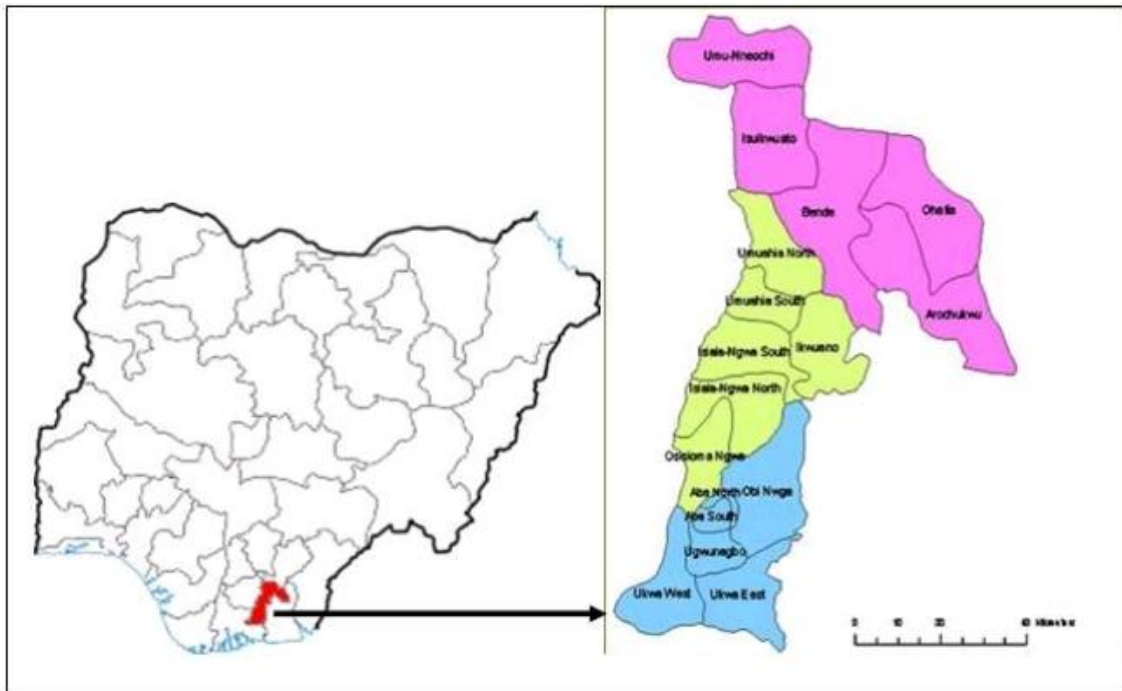 Umu-Nneochi
Isuikwuato
Bende
Ohafia
Umuahia North
Umuahia South
Arochukwu
Ikwuano
Isiala-Ngwa South
Isiala-Ngwa North
Osisioma Ngwa
Aba North
Obi Nwga
Aba South
Ugwunagbo
Ukwa West
Ukwa East
0
10
20
40